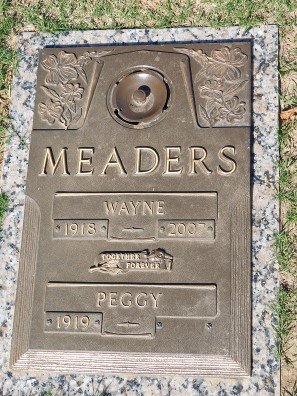 MEADERS
WAYNE
1918 2007
TOGETHER
FOREVER
PEGGY
1919